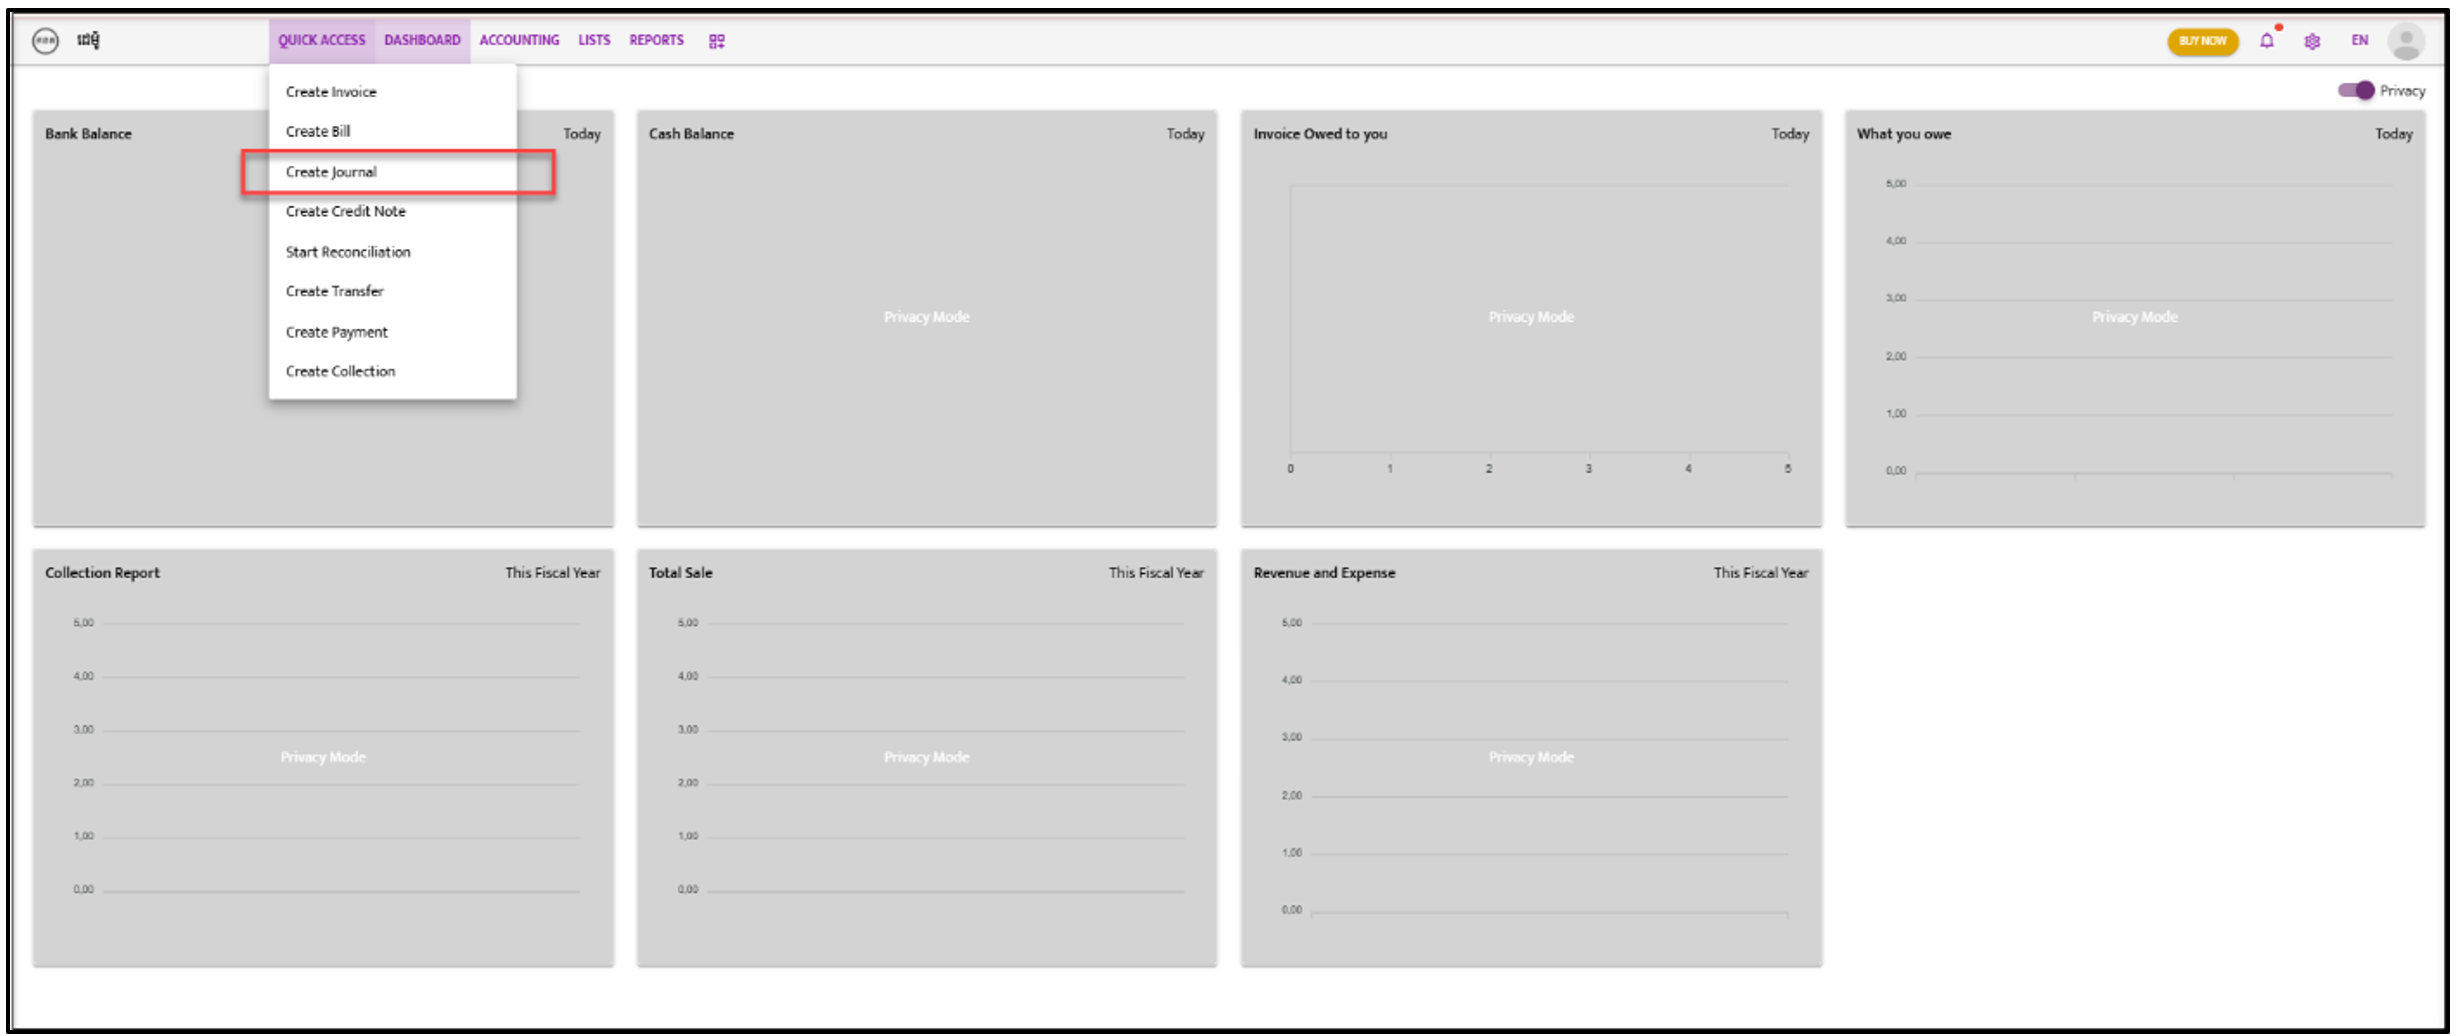 ដេម៉ូ QUICK ACCESS DASHBOARD ACCOUNTING LISTS REPORTS BUY NOW EN
Privacy
Create Invoice
Create Bill
Create Journal
Create Credit Note
Start Reconciliation
Create Transfer
Create Payment
Create Collection
Bank Balance Today
Cash Balance Today
Privacy Mode
Invoice Owed to you Today
Privacy Mode
0 1 2 3 4 5
What you owe Today
5,00
4,00
3,00
Privacy Mode
2,00
1,00
0,00
Collection Report This Fiscal Year
5,00
4,00
3,00
Privacy Mode
2,00
1,00
0,00
Total Sale This Fiscal Year
5,00
4,00
3,00
Privacy Mode
2,00
1,00
0,00
Revenue and Expense This Fiscal Year
5,00
4,00
3,00
Privacy Mode
2,00
1,00
0,00